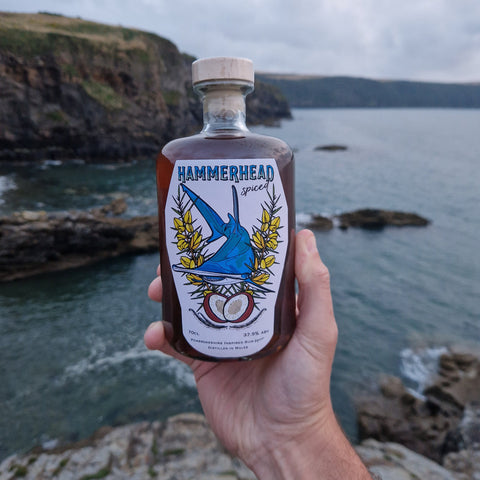 HAMMERHEAD
spiced
70CL 37.5% ABV
PEMBROKESHIRE INSPIRED RUM SPIRIT
DISTILLED IN WALES